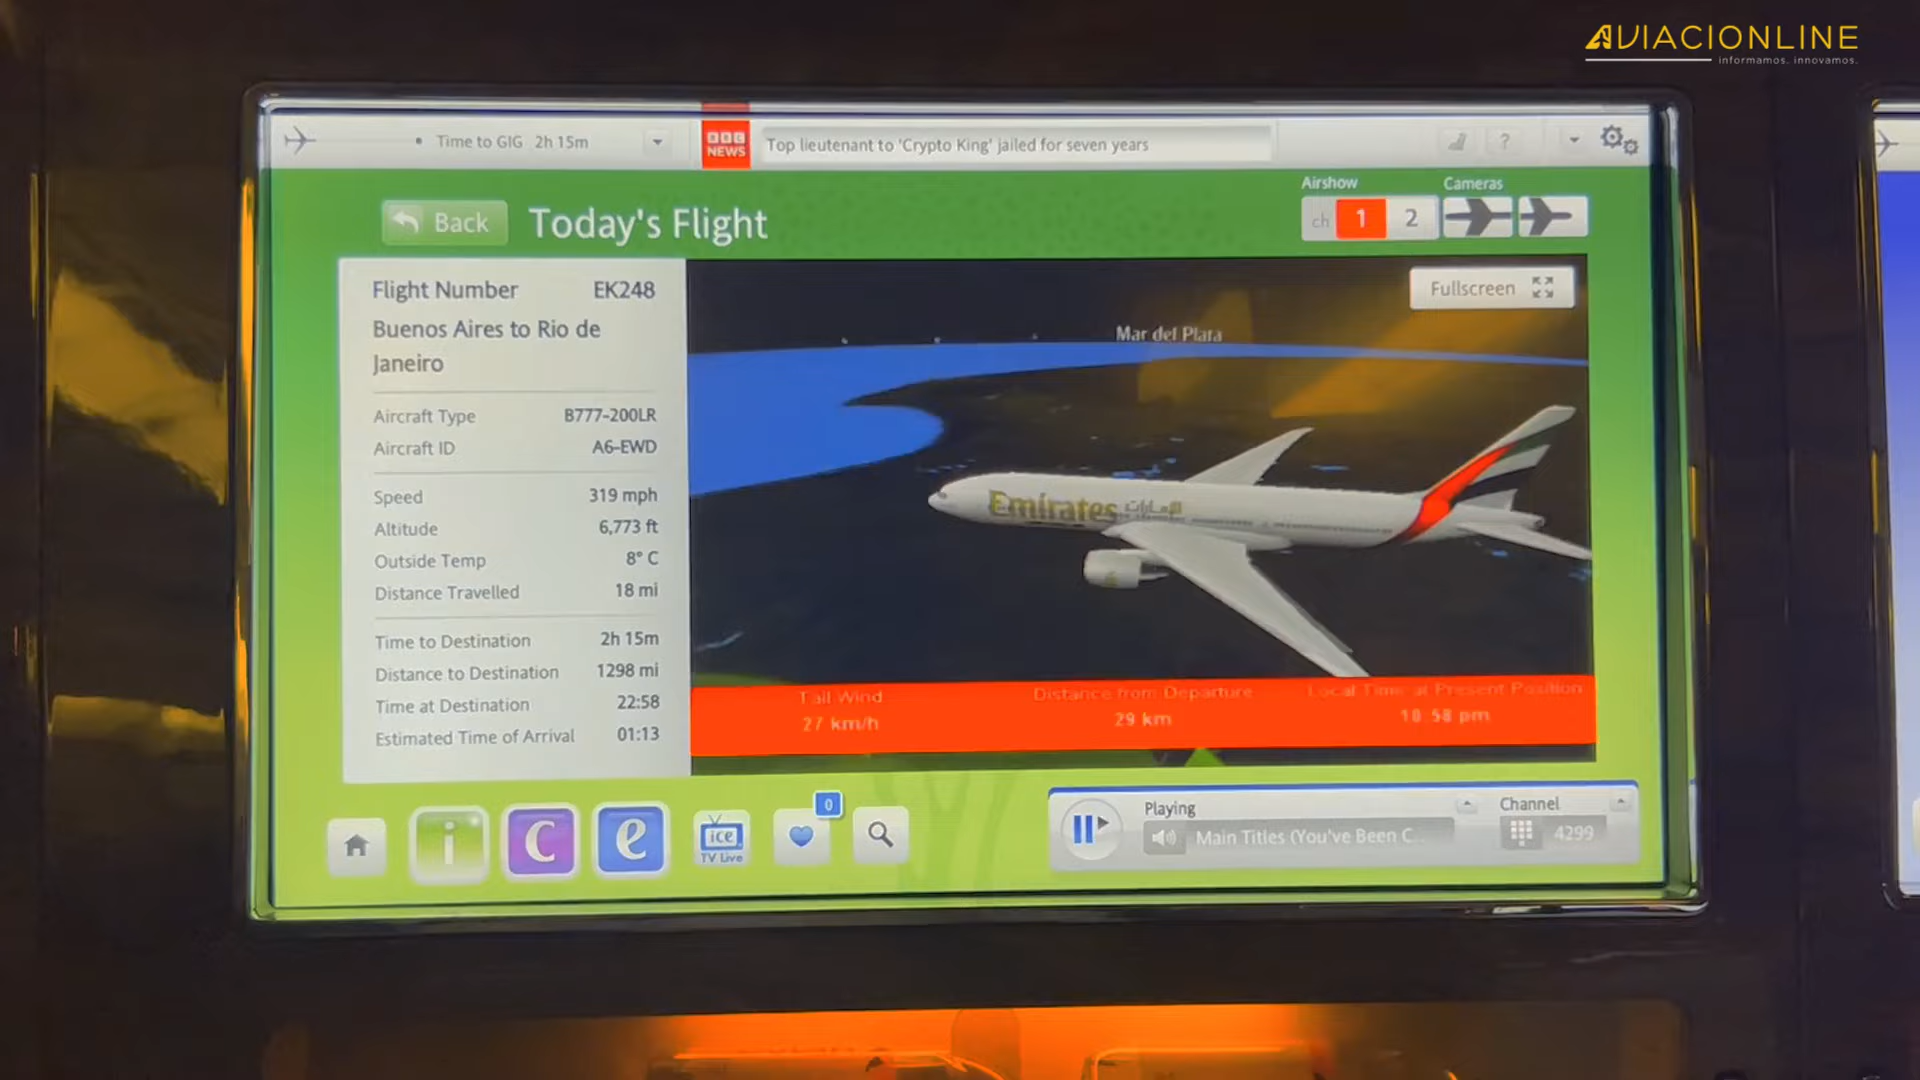 AVIACIONLINE
informamos. innovamos.
Time to GIG 2h 15m
BBC NEWS
Top lieutenant to 'Crypto King' jailed for seven years
?
Back
Today's Flight
Airshow
Cameras
ch 1 2
Flight Number EK248
Buenos Aires to Rio de
Janeiro
Aircraft Type B777-200LR
Aircraft ID A6-EWD
Speed 319 mph
Altitude 6,773 ft
Outside Temp 8° C
Distance Travelled 18 mi
Time to Destination 2h 15m
Distance to Destination 1298 mi
Time at Destination 22:58
Estimated Time of Arrival 01:13
Fullscreen
Mar del Plata
Emirates الإمارات
Tail Wind
27 km/h
Distance from Departure
29 km
Local Time at Present Position
10 58 pm
i
C
e
ice
TV Live
0
Playing
Main Titles (You've Been C...
Channel
4299